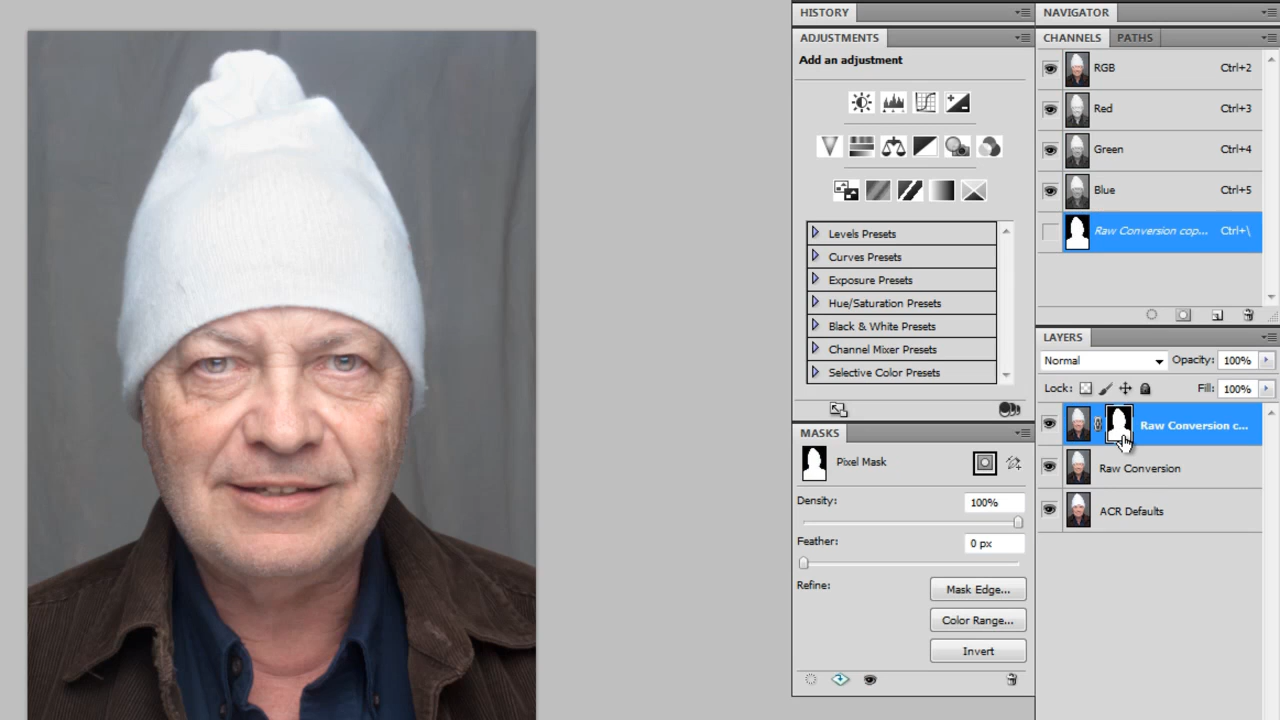 HISTORY
ADJUSTMENTS
Add an adjustment
Levels Presets
Curves Presets
Exposure Presets
Hue/Saturation Presets
Black & White Presets
Channel Mixer Presets
Selective Color Presets
MASKS
Pixel Mask
Density: 100%
Feather: 0 px
Refine:
Mask Edge...
Color Range...
Invert
NAVIGATOR
CHANNELS PATHS
RGB Ctrl+2
Red Ctrl+3
Green Ctrl+4
Blue Ctrl+5
Raw Conversion cop... Ctrl+\
LAYERS
Normal Opacity: 100%
Lock: Fill: 100%
Raw Conversion c...
Raw Conversion
ACR Defaults